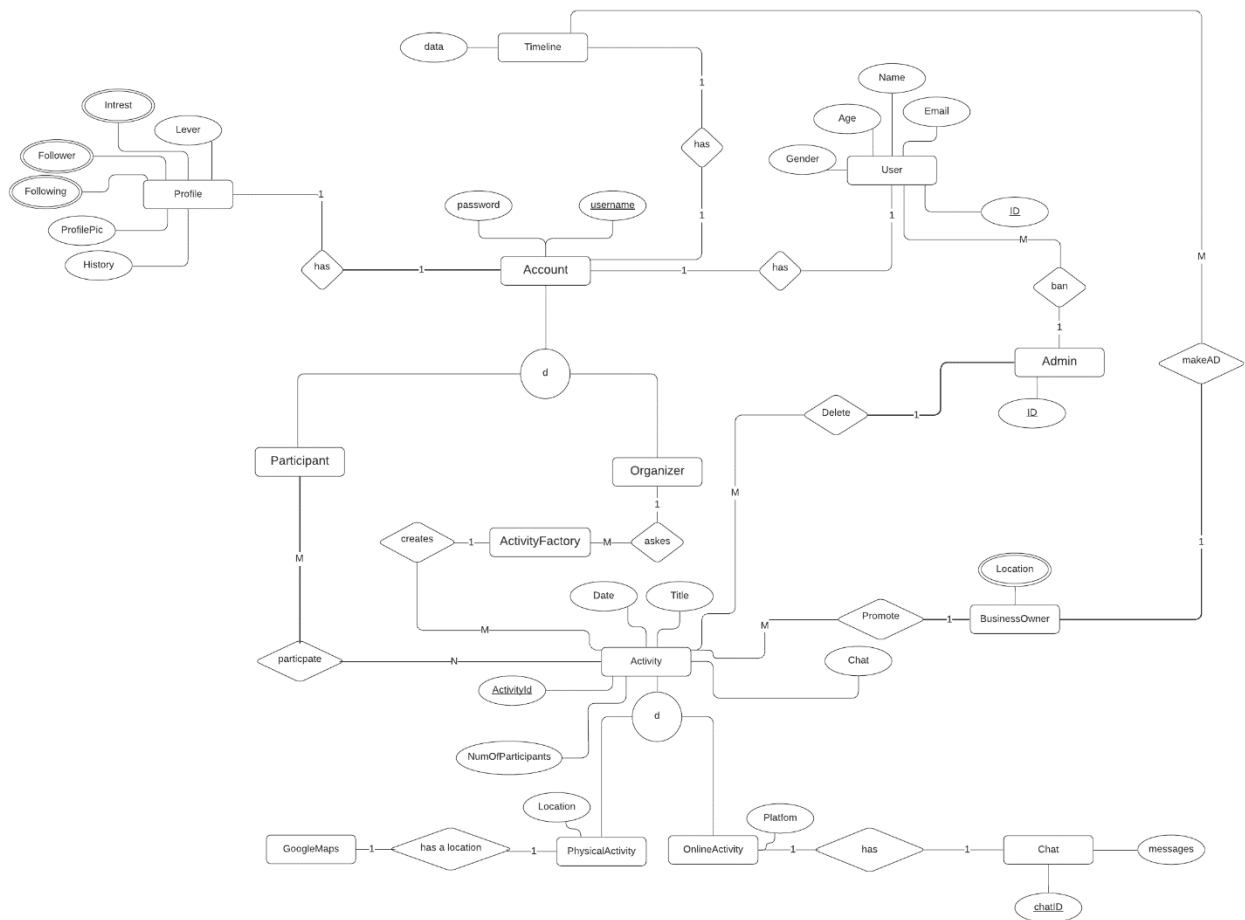 data
Timeline
Name
1
Intrest
Lever
Age
Email
Follower
has
Gender
User
Following
Profile
1
password
username
1
1
ID
ProfilePic
M
M
History
has
1
Account
1
has
ban
1
makeAD
d
Admin
Delete
1
ID
Participant
Organizer
M
1
creates
1
ActivityFactory
M
askes
1
M
Location
Date
Title
Promote
1
BusinessOwner
M
M
particpate
N
Activity
Chat
ActivityId
d
NumOfParticipants
Location
Platfom
GoogleMaps
1
has a location
1
PhysicalActivity
OnlineActivity
1
has
1
Chat
messages
chatID